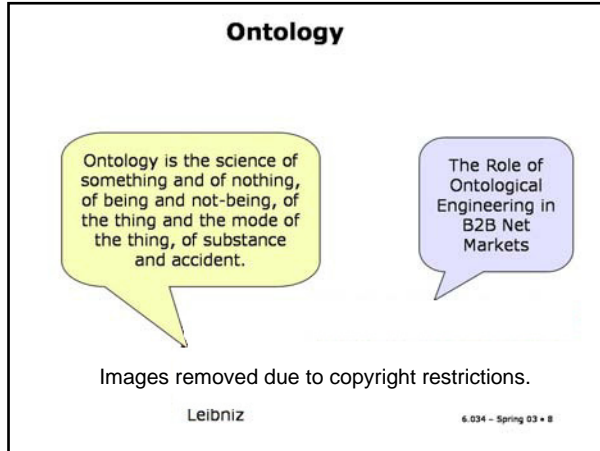 Ontology
Ontology is the science of
something and of nothing,
of being and not-being, of
the thing and the mode of
the thing, of substance
and accident.
The Role of
Ontological
Engineering in
B2B Net
Markets
Images removed due to copyright restrictions.
Leibniz
6.034 – Spring 03 • 8